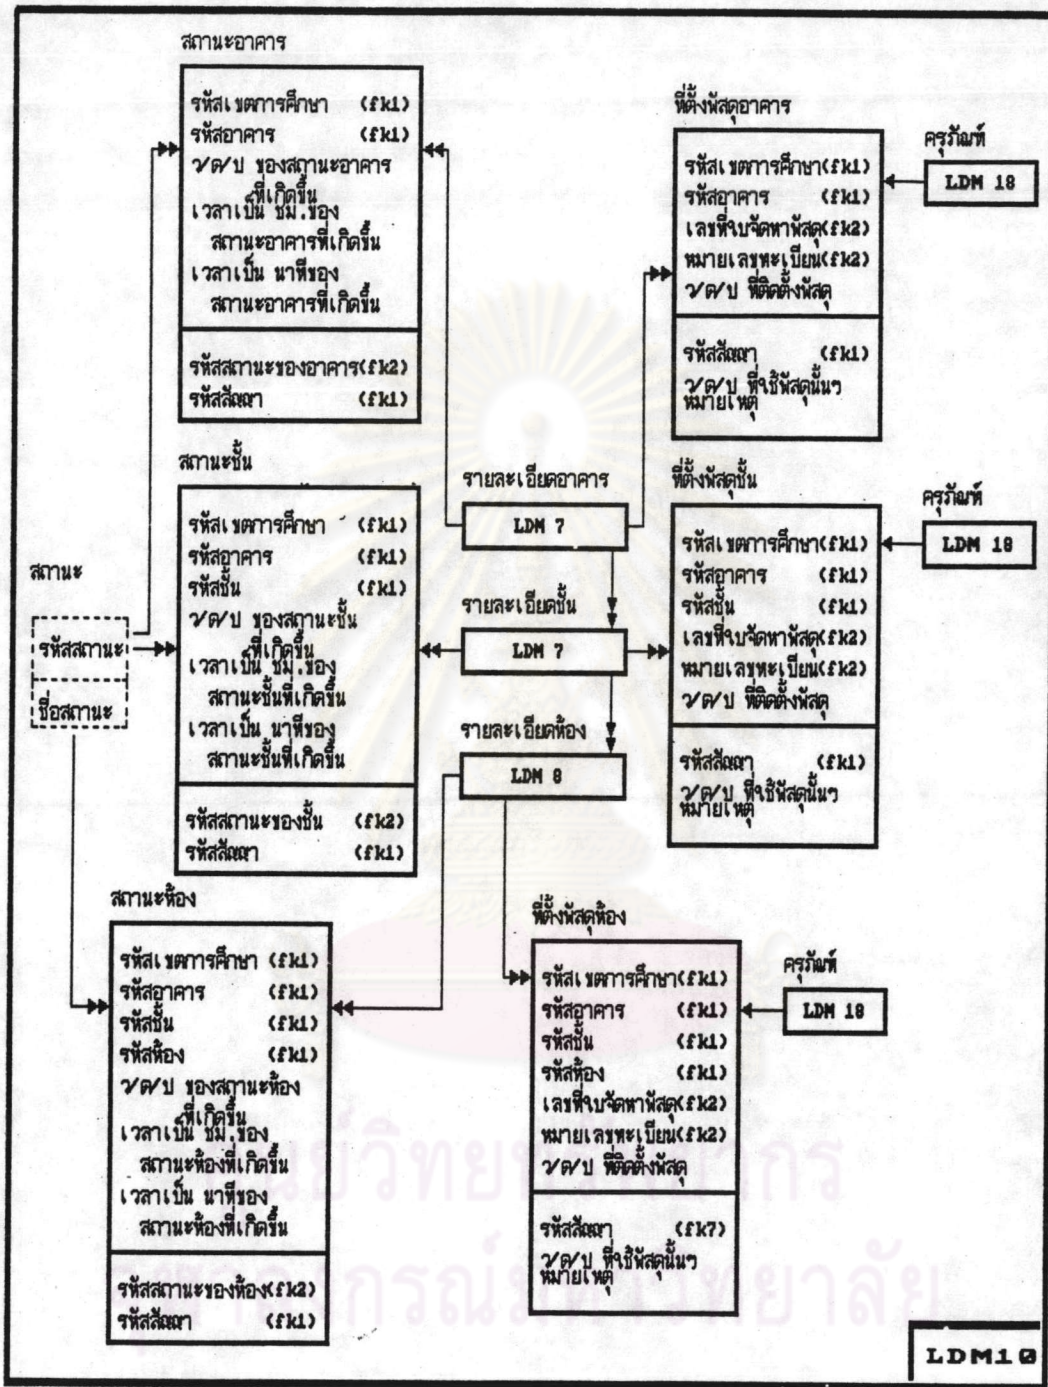 สถานะอาคาร
รหัสเขตการศึกษา (fk1)
รหัสอาคาร (fk1)
ว/ด/ป ของสถานะอาคาร
ที่เกิดขึ้น
เวลาเป็น ชม.ของ
สถานะอาคารที่เกิดขึ้น
เวลาเป็น นาทีของ
สถานะอาคารที่เกิดขึ้น
รหัสสถานะของอาคาร(fk2)
รหัสสัญญา (fk1)
ที่ตั้งพัสดุอาคาร
รหัสเขตการศึกษา(fk1)
รหัสอาคาร (fk1)
เลขที่ใบจัดหาพัสดุ(fk2)
หมายเลขทะเบียน(fk2)
ว/ด/ป ที่ติดตั้งพัสดุ
รหัสสัญญา (fk1)
ว/ด/ป ที่ใช้พัสดุนั้นๆ
หมายเหตุ
ครุภัณฑ์
LDM 18
สถานะชั้น
รหัสเขตการศึกษา (fk1)
รหัสอาคาร (fk1)
รหัสชั้น (fk1)
ว/ด/ป ของสถานะชั้น
ที่เกิดขึ้น
เวลาเป็น ชม.ของ
สถานะชั้นที่เกิดขึ้น
เวลาเป็น นาทีของ
สถานะชั้นที่เกิดขึ้น
รหัสสถานะของชั้น (fk2)
รหัสสัญญา (fk1)
รายละเอียดอาคาร
LDM 7
รายละเอียดชั้น
LDM 7
รายละเอียดห้อง
LDM 8
ที่ตั้งพัสดุชั้น
รหัสเขตการศึกษา(fk1)
รหัสอาคาร (fk1)
รหัสชั้น (fk1)
เลขที่ใบจัดหาพัสดุ(fk2)
หมายเลขทะเบียน(fk2)
ว/ด/ป ที่ติดตั้งพัสดุ
รหัสสัญญา (fk1)
ว/ด/ป ที่ใช้พัสดุนั้นๆ
หมายเหตุ
ครุภัณฑ์
LDM 18
สถานะ
รหัสสถานะ
ชื่อสถานะ
สถานะห้อง
รหัสเขตการศึกษา (fk1)
รหัสอาคาร (fk1)
รหัสชั้น (fk1)
รหัสห้อง (fk1)
ว/ด/ป ของสถานะห้อง
ที่เกิดขึ้น
เวลาเป็น ชม.ของ
สถานะห้องที่เกิดขึ้น
เวลาเป็น นาทีของ
สถานะห้องที่เกิดขึ้น
รหัสสถานะของห้อง(fk2)
รหัสสัญญา (fk1)
ที่ตั้งพัสดุห้อง
รหัสเขตการศึกษา(fk1)
รหัสอาคาร (fk1)
รหัสชั้น (fk1)
รหัสห้อง (fk1)
เลขที่ใบจัดหาพัสดุ(fk2)
หมายเลขทะเบียน(fk2)
ว/ด/ป ที่ติดตั้งพัสดุ
รหัสสัญญา (fk7)
ว/ด/ป ที่ใช้พัสดุนั้นๆ
หมายเหตุ
ครุภัณฑ์
LDM 18
ศูนย์วิทยทรัพยากร
จุฬาลงกรณ์มหาวิทยาลัย
LDM10